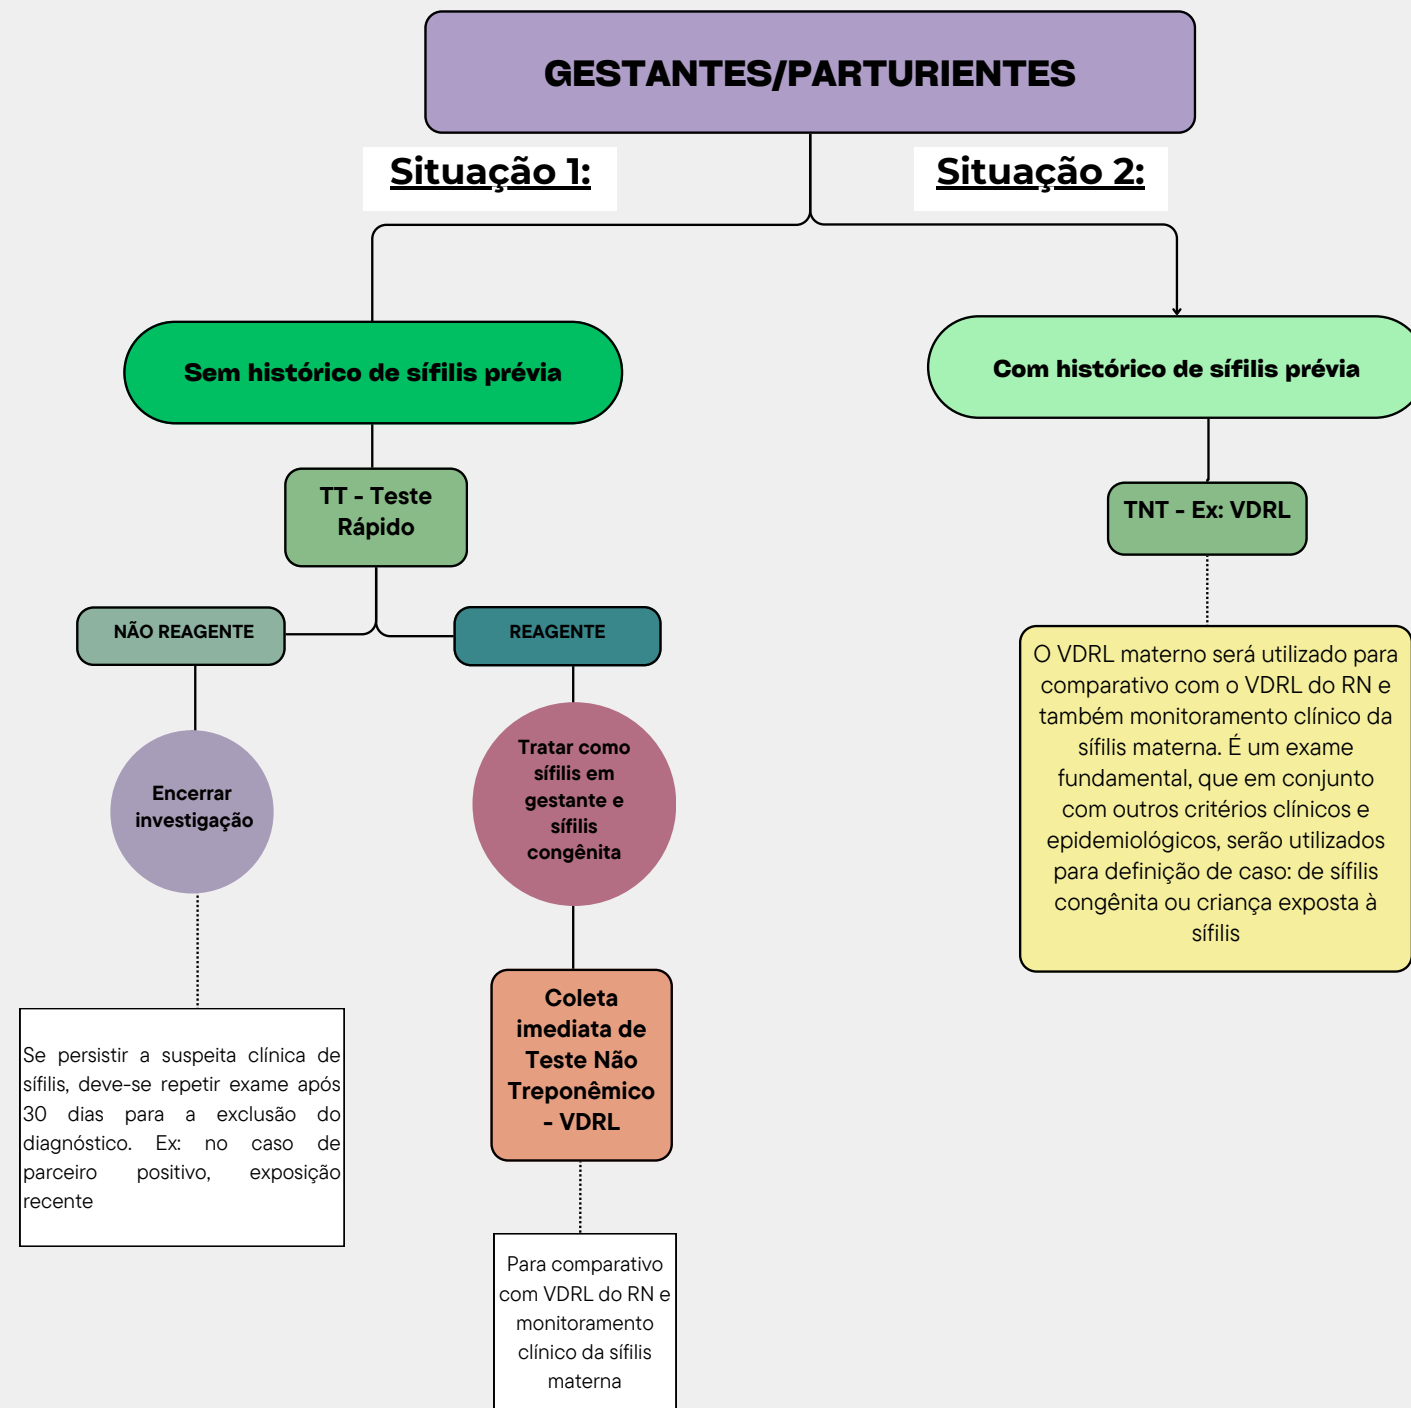 GESTANTES/PARTURIENTES
Situação 1:
Situação 2:
Sem histórico de sífilis prévia
Com histórico de sífilis prévia
TT - Teste
Rápido
TNT - Ex: VDRL
NÃO REAGENTE
REAGENTE
Encerrar
investigação
Tratar como
sífilis em
gestante e
sífilis
congênita
O VDRL materno será utilizado para
comparativo com o VDRL do RN e
também monitoramento clínico da
sífilis materna. É um exame
fundamental, que em conjunto
com outros critérios clínicos e
epidemiológicos, serão utilizados
para definição de caso: de sífilis
congênita ou criança exposta à
sífilis
Se persistir a suspeita clínica de
sífilis, deve-se repetir exame após
30 dias para a exclusão do
diagnóstico. Ex: no caso de
parceiro positivo, exposição
recente
Coleta
imediata de
Teste Não
Treponêmico
- VDRL
Para comparativo
com VDRL do RN e
monitoramento
clínico da sífilis
materna